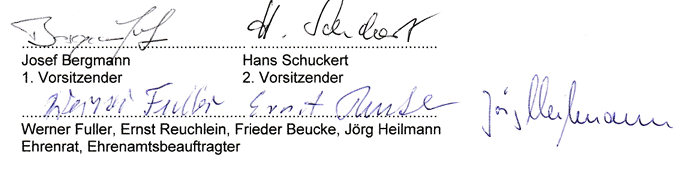 H. Schuckert
Josef Bergmann Hans Schuckert
1. Vorsitzender 2. Vorsitzender
Werner Fuller Ernst
Werner Fuller, Ernst Reuchlein, Frieder Beucke, Jörg Heilmann
Ehrenrat, Ehrenamtsbeauftragter